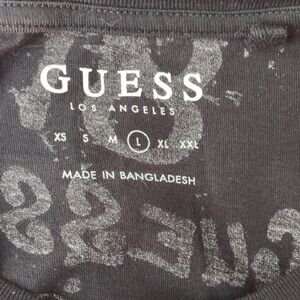 GUESS
LOS ANGELES
XS S M L XL XXL
MADE IN BANGLADESH